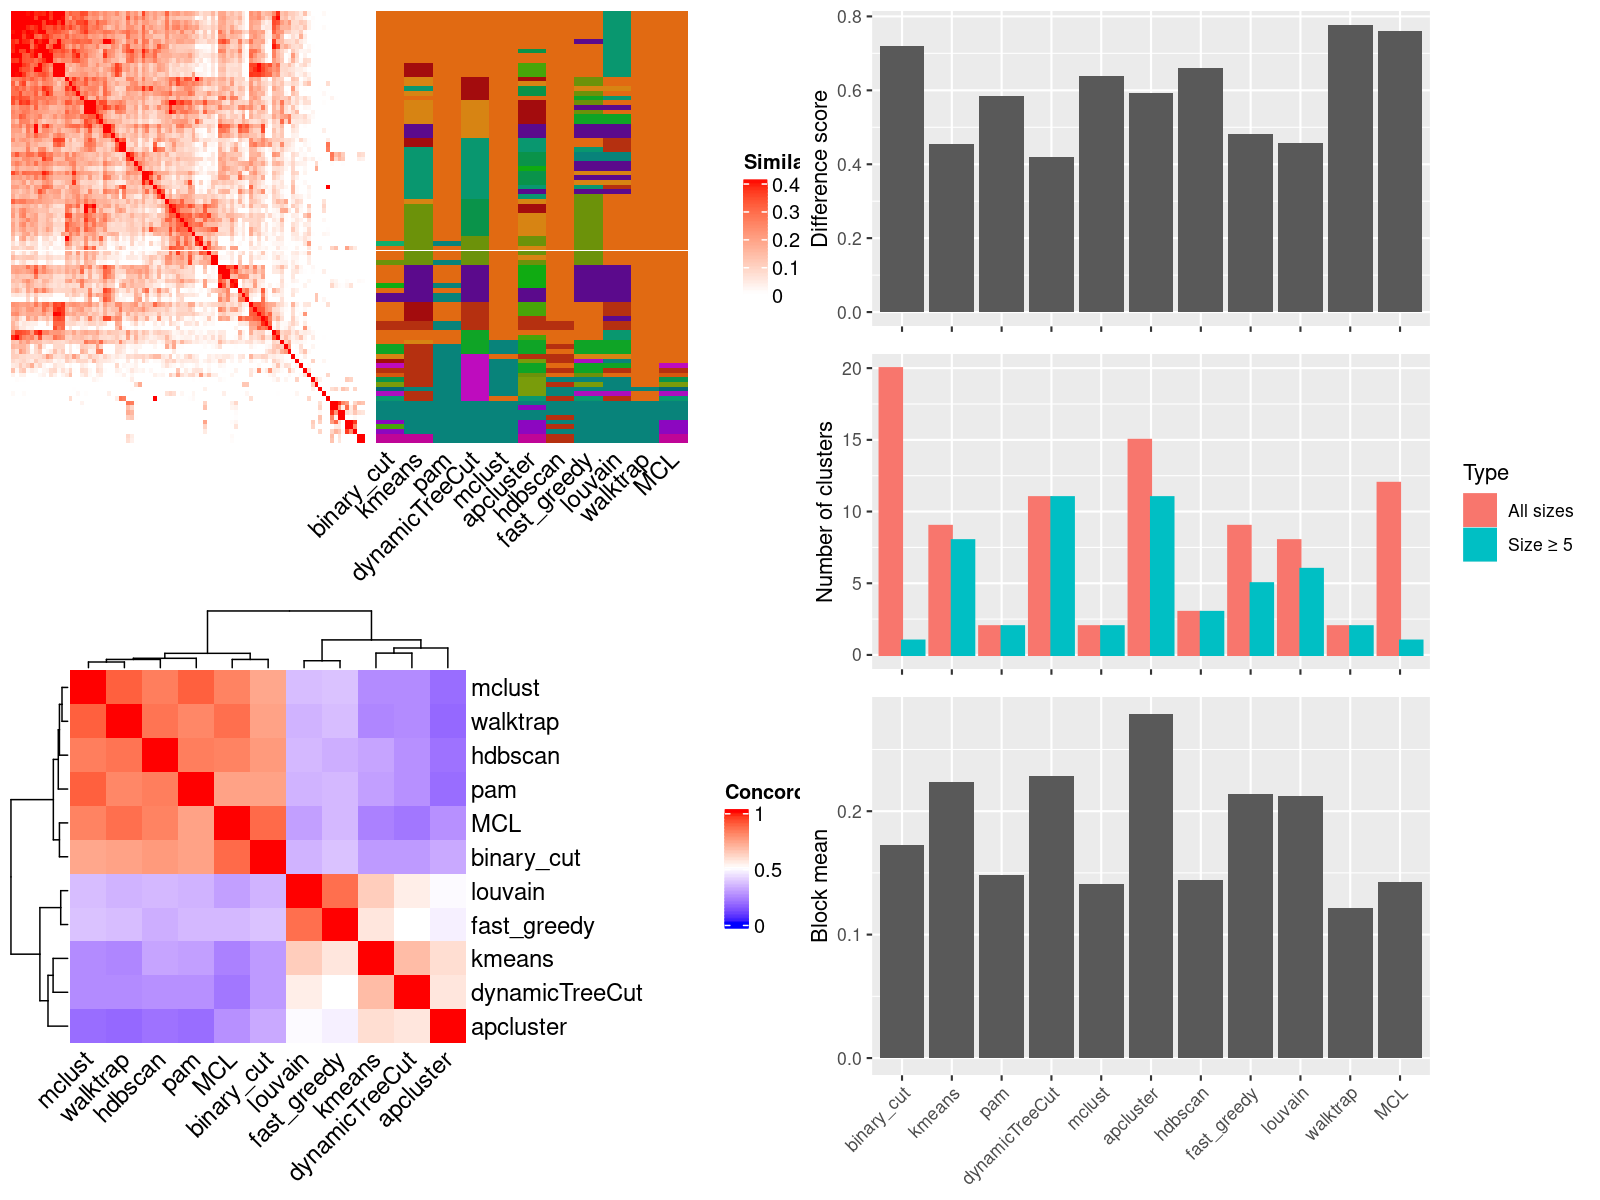 Simila
0.4
0.3
0.2
0.1
0
binary_cut
kmeans
pam
dynamicTreeCut
mclust
apcluster
hdbscan
fast_greedy
louvain
walktrap
MCL
mclust
walktrap
hdbscan
pam
MCL
binary_cut
louvain
fast_greedy
kmeans
dynamicTreeCut
apcluster
mclust
walktrap
hdbscan
pam
MCL
binary_cut
louvain
fast_greedy
kmeans
dynamicTreeCut
apcluster
Concord
1
0.5
0
Difference score
0.8
0.6
0.4
0.2
0.0
Number of clusters
20
15
10
5
0
Type
All sizes
Size ≥ 5
Block mean
0.2
0.1
0.0
binary_cut
kmeans
pam
dynamicTreeCut
mclust
apcluster
hdbscan
fast_greedy
louvain
walktrap
MCL